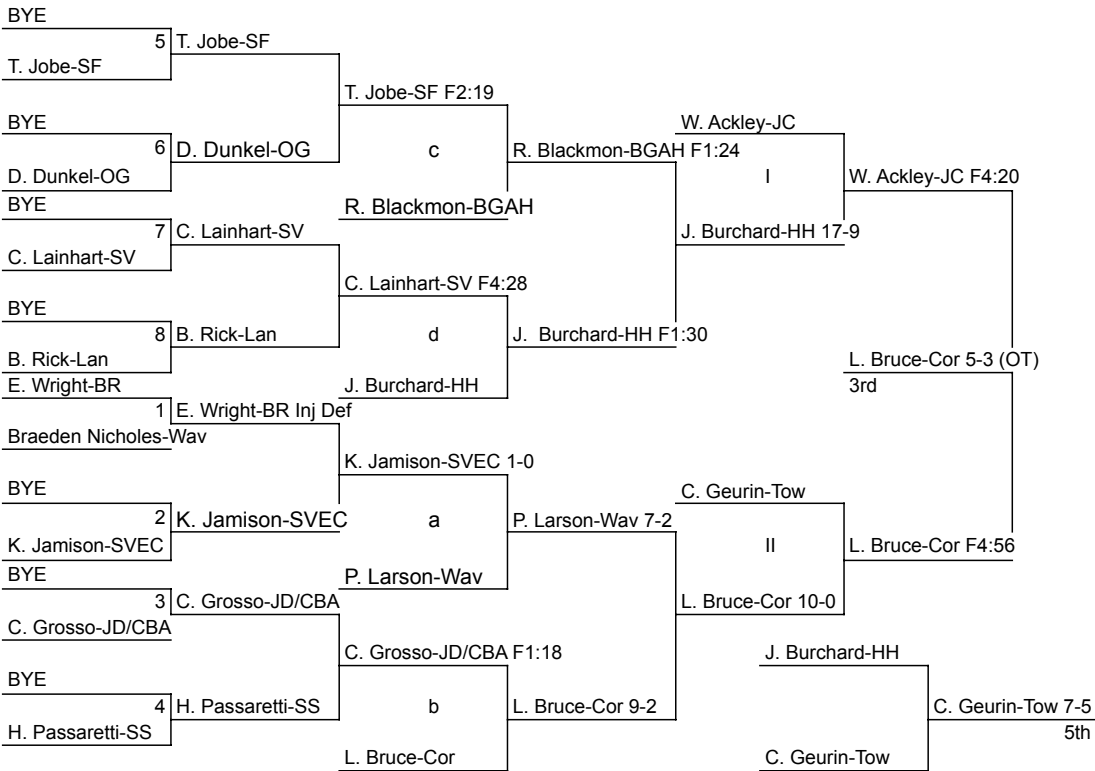 BYE
5 T. Jobe-SF
T. Jobe-SF
T. Jobe-SF F2:19
BYE
W. Ackley-JC
6 D. Dunkel-OG
c
R. Blackmon-BGAH F1:24
D. Dunkel-OG
I
W. Ackley-JC F4:20
BYE
R. Blackmon-BGAH
7 C. Lainhart-SV
J. Burchard-HH 17-9
C. Lainhart-SV
C. Lainhart-SV F4:28
BYE
8 B. Rick-Lan
d
J. Burchard-HH F1:30
B. Rick-Lan
L. Bruce-Cor 5-3 (OT)
E. Wright-BR
J. Burchard-HH
3rd
1 E. Wright-BR Inj Def
Braeden Nicholes-Wav
K. Jamison-SVEC 1-0
BYE
C. Geurin-Tow
2 K. Jamison-SVEC
a
P. Larson-Wav 7-2
K. Jamison-SVEC
II
L. Bruce-Cor F4:56
BYE
P. Larson-Wav
3 C. Grosso-JD/CBA
L. Bruce-Cor 10-0
C. Grosso-JD/CBA
C. Grosso-JD/CBA F1:18
J. Burchard-HH
BYE
4 H. Passaretti-SS
b
L. Bruce-Cor 9-2
C. Geurin-Tow 7-5
H. Passaretti-SS
5th
L. Bruce-Cor
C. Geurin-Tow